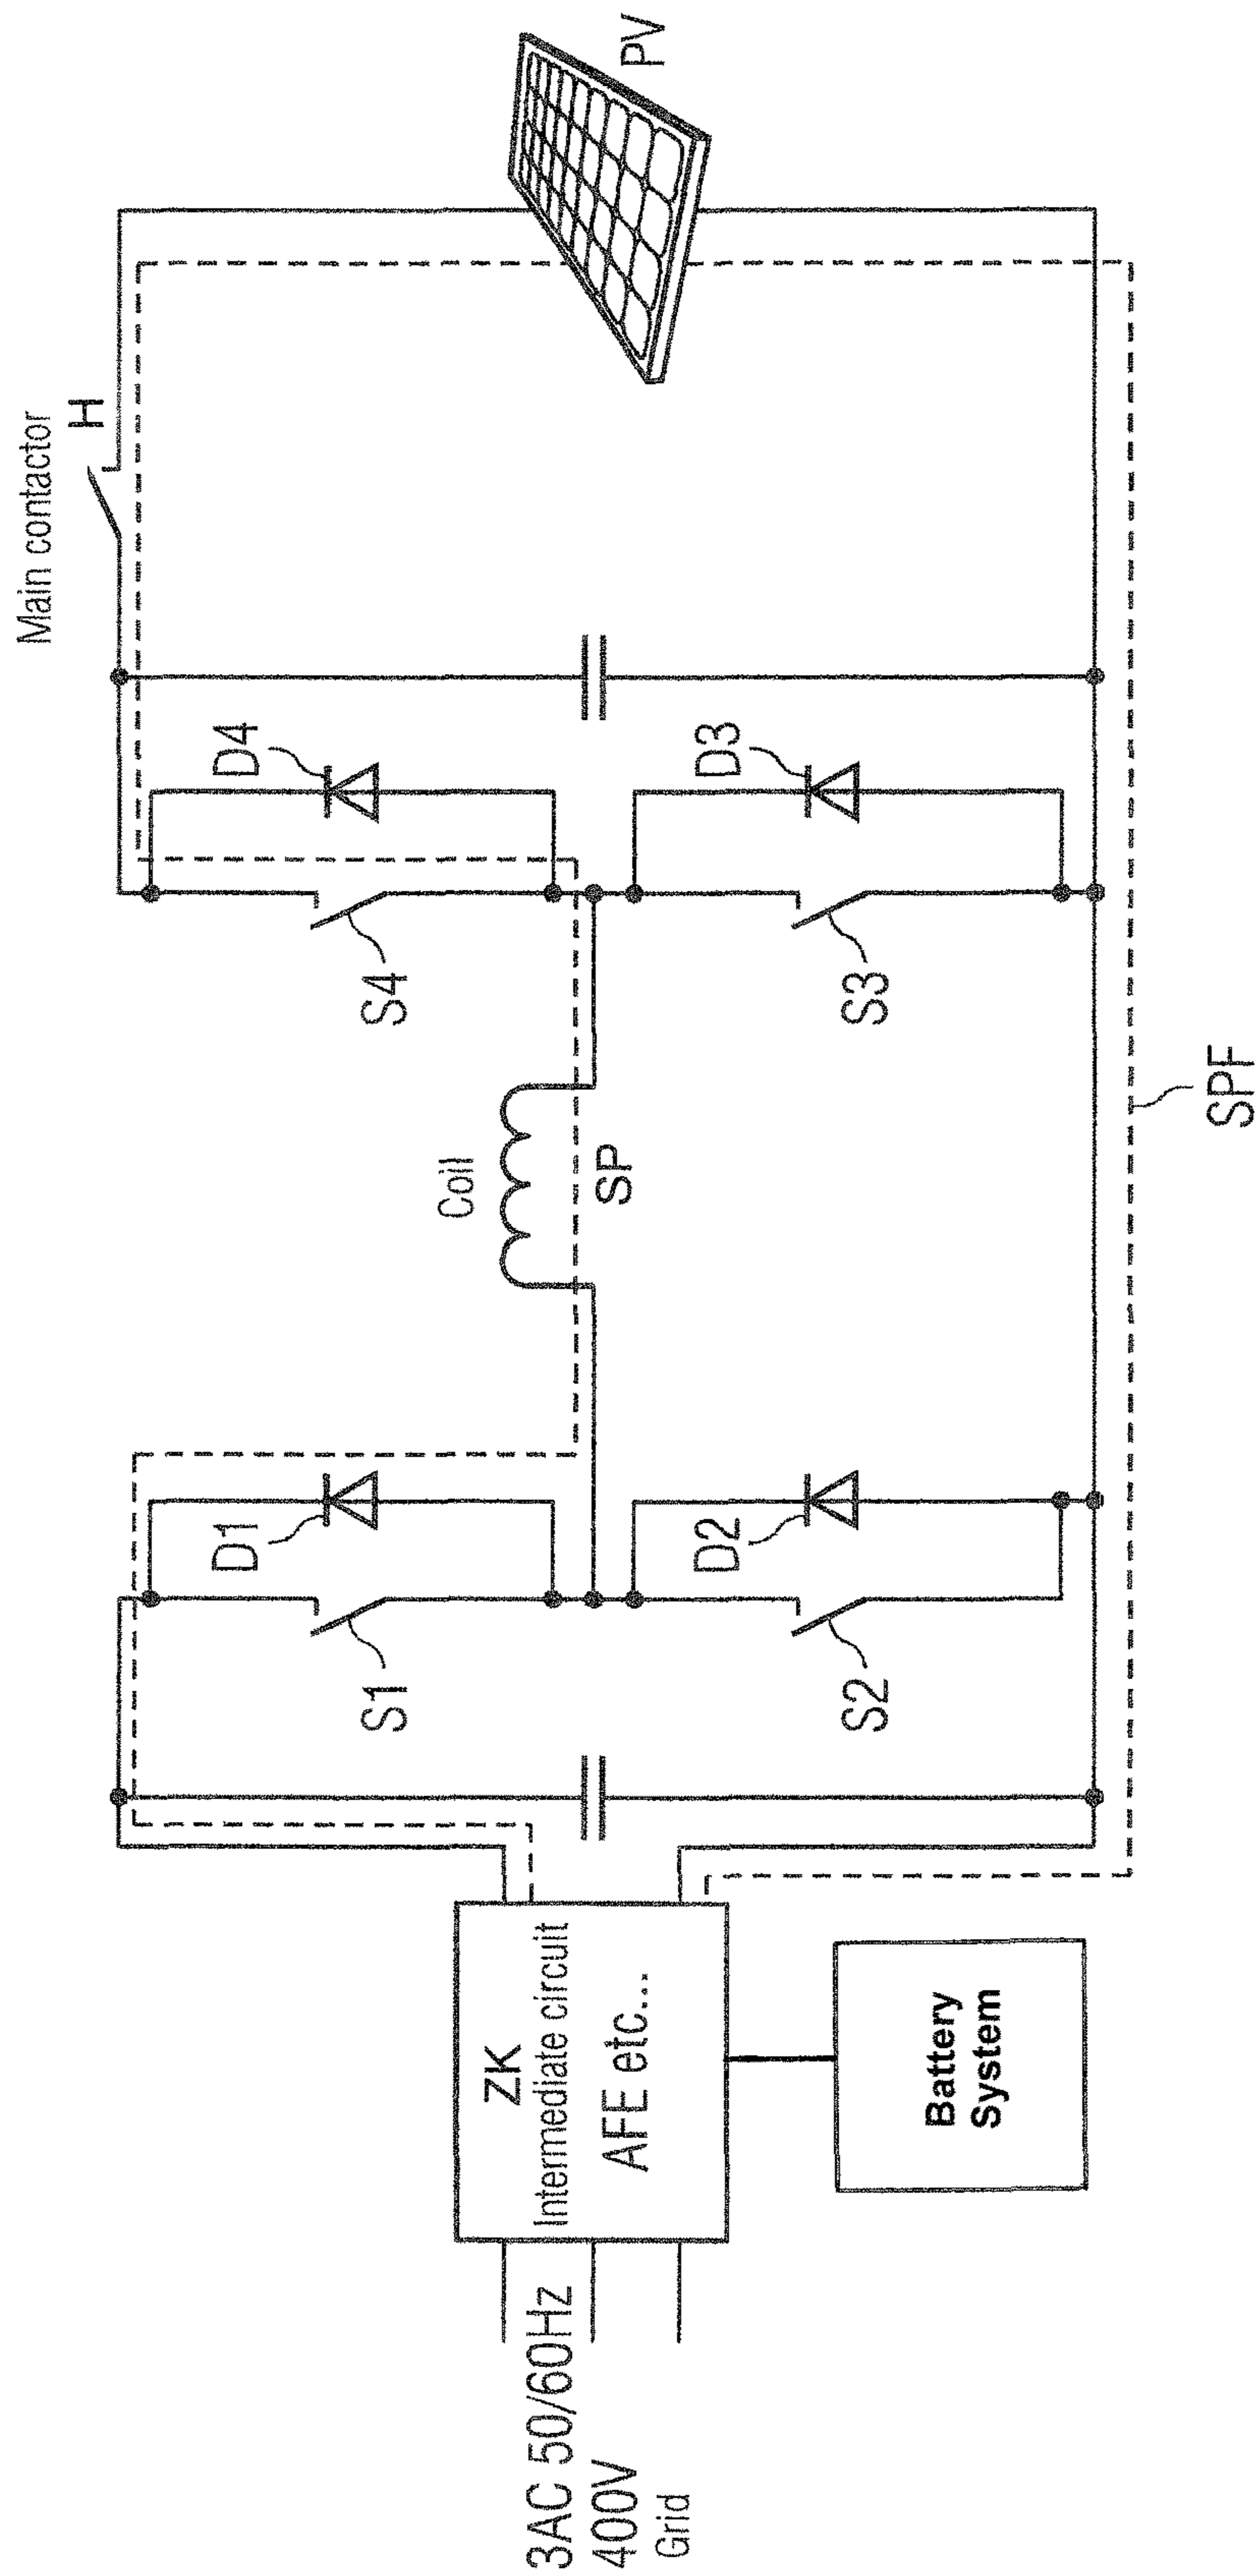 3AC 50/60Hz
400V
Grid
ZK
Intermediate circuit
AFE etc...
Battery
System
S1
D1
S2
D2
Coil
SP
S4
D4
S3
D3
Main contactor
H
PV
SPF